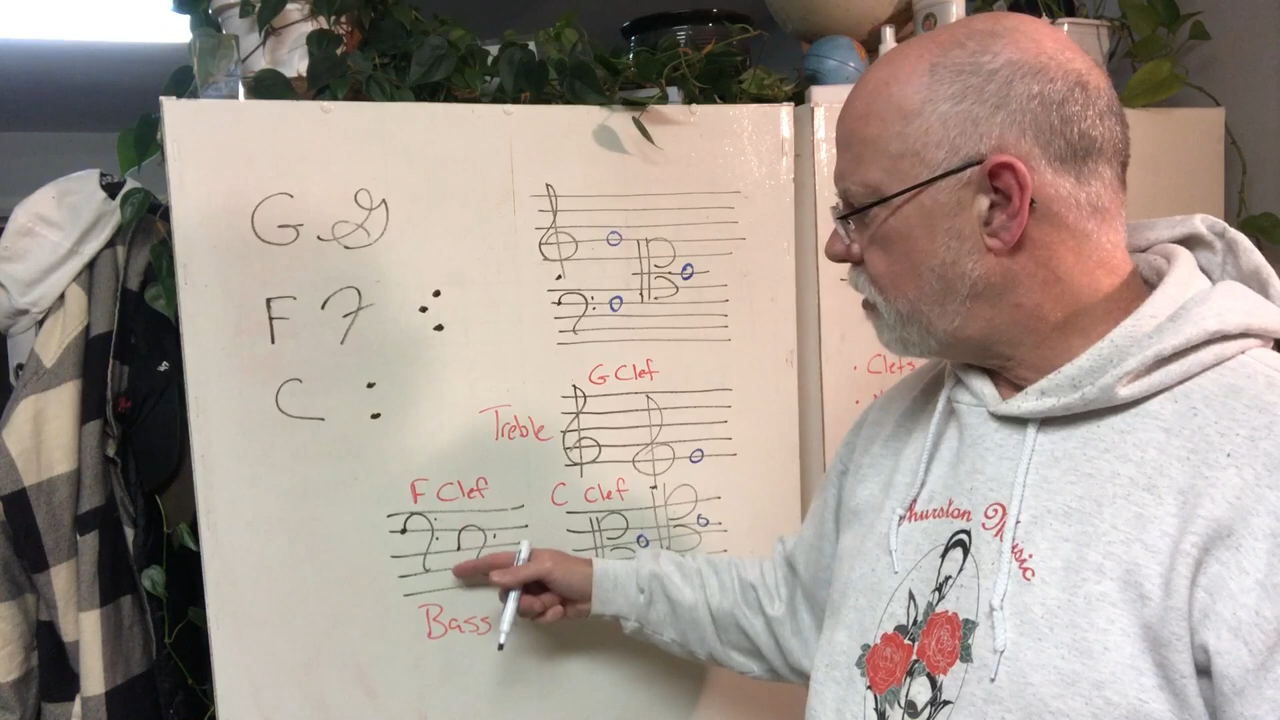 G G
F F
C
G Clef
Treble
F Clef
C Clef
Bass
· Clefs
Thurston Music